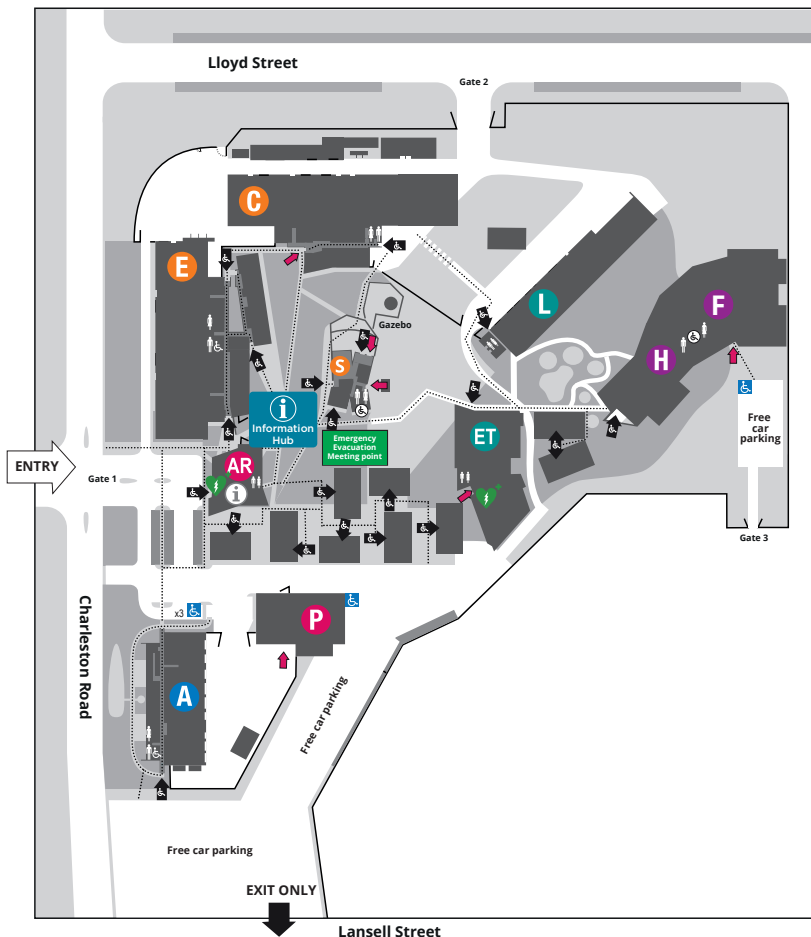 Lloyd Street
Gate 2
C
E
F
L
Gazebo
S
H
i
Information
Hub
Free
car
parking
ET
Emergency
Evacuation
Meeting point
AR
ENTRY
i
Gate 1
Gate 3
x3
P
Charleston Road
A
Free car parking
Free car parking
EXIT ONLY
Lansell Street